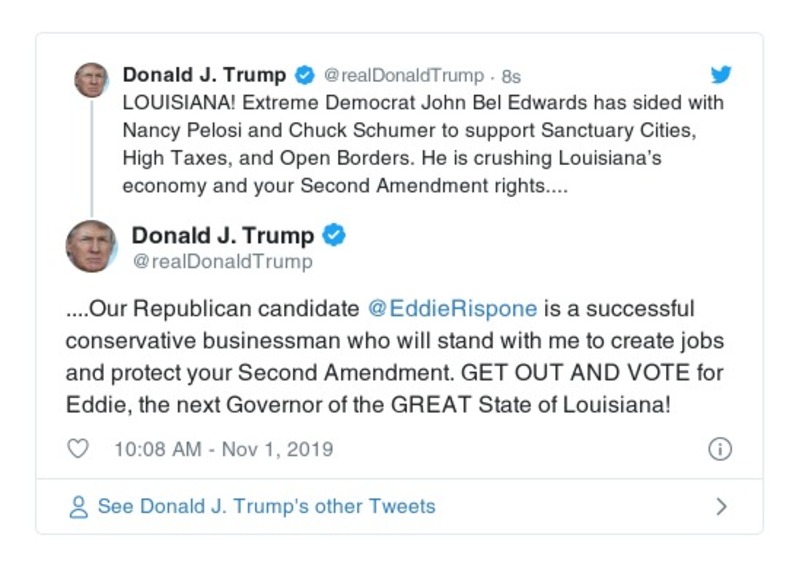 Donald J. Trump @realDonaldTrump · 8s
LOUISIANA! Extreme Democrat John Bel Edwards has sided with
Nancy Pelosi and Chuck Schumer to support Sanctuary Cities,
High Taxes, and Open Borders. He is crushing Louisiana's
economy and your Second Amendment rights....
Donald J. Trump
@realDonaldTrump
....Our Republican candidate @EddieRispone is a successful
conservative businessman who will stand with me to create jobs
and protect your Second Amendment. GET OUT AND VOTE for
Eddie, the next Governor of the GREAT State of Louisiana!
10:08 AM - Nov 1, 2019
See Donald J. Trump's other Tweets